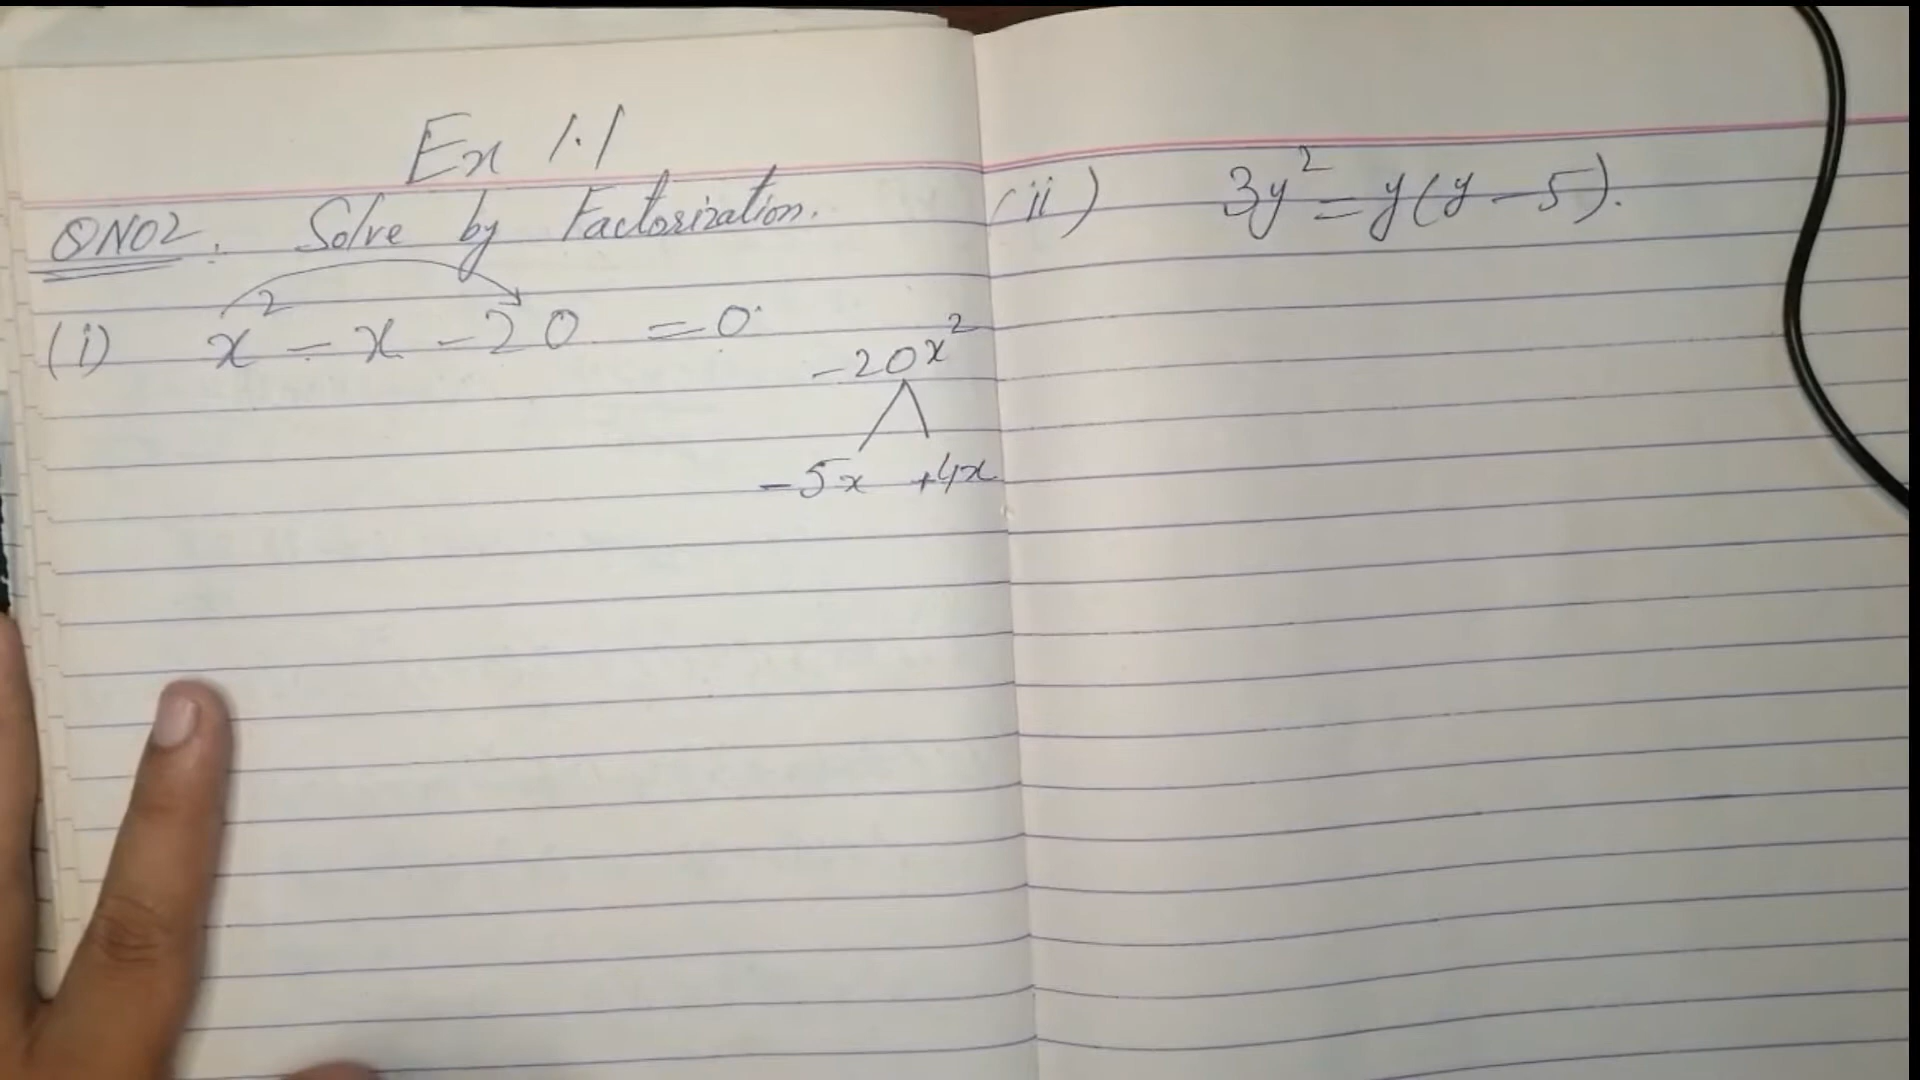 Ex 1.1
QNO2. Solve by Factorization.
(i) x² - x - 20 = 0
-20x²
-5x +4x
(ii) 3y² = y(y - 5).